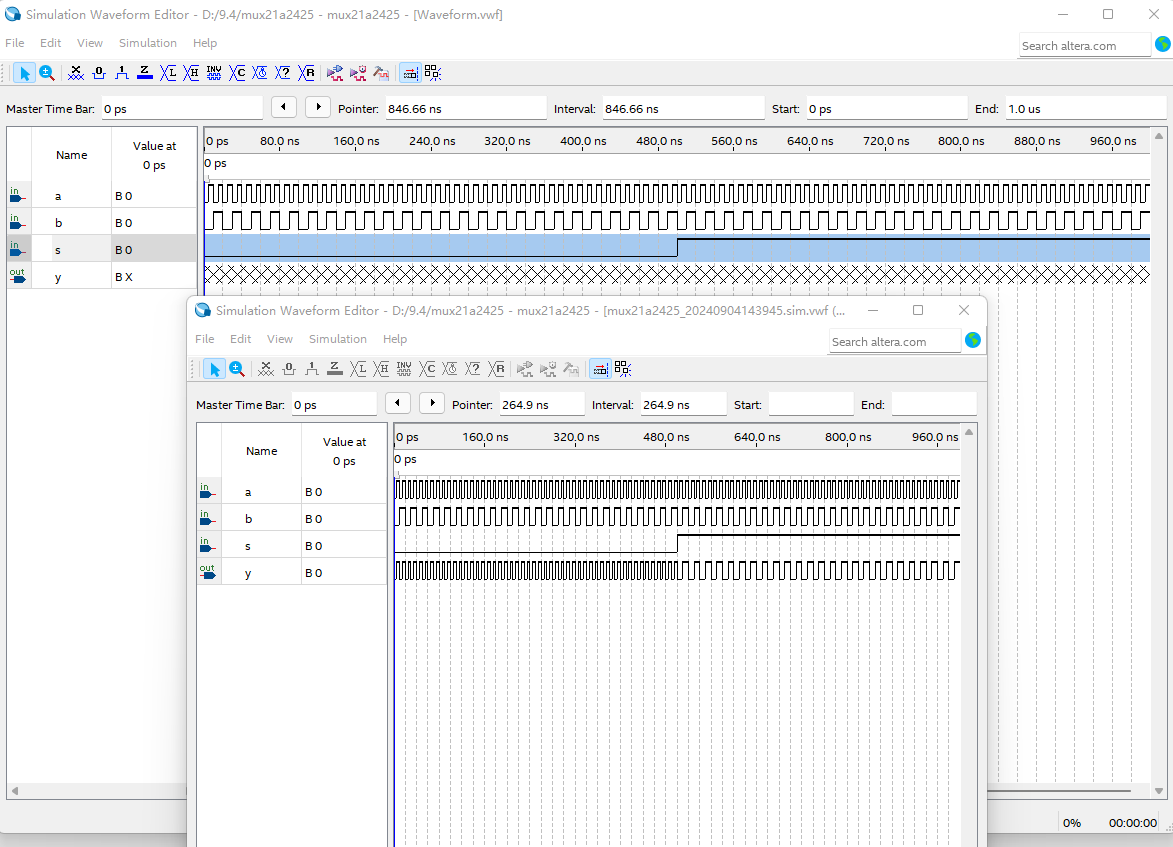 Simulation Waveform Editor - D:/9.4/mux21a2425 - mux21a2425 - [Waveform.vwf]
File Edit View Simulation Help
Search altera.com
Master Time Bar: 0 ps Pointer: 846.66 ns Interval: 846.66 ns Start: 0 ps End: 1.0 us
Name Value at 0 ps
0 ps 80.0 ns 160.0 ns 240.0 ns 320.0 ns 400.0 ns 480.0 ns 560.0 ns 640.0 ns 720.0 ns 800.0 ns 880.0 ns 960.0 ns
0 ps
in a B 0
in b B 0
in s B 0
out y B X
Simulation Waveform Editor - D:/9.4/mux21a2425 - mux21a2425 - [mux21a2425_20240904143945.sim.vwf (...
File Edit View Simulation Help
Search altera.com
Master Time Bar: 0 ps Pointer: 264.9 ns Interval: 264.9 ns Start: End:
Name Value at 0 ps
0 ps 160.0 ns 320.0 ns 480.0 ns 640.0 ns 800.0 ns 960.0 ns
0 ps
in a B 0
in b B 0
in s B 0
out y B 0
0% 00:00:00